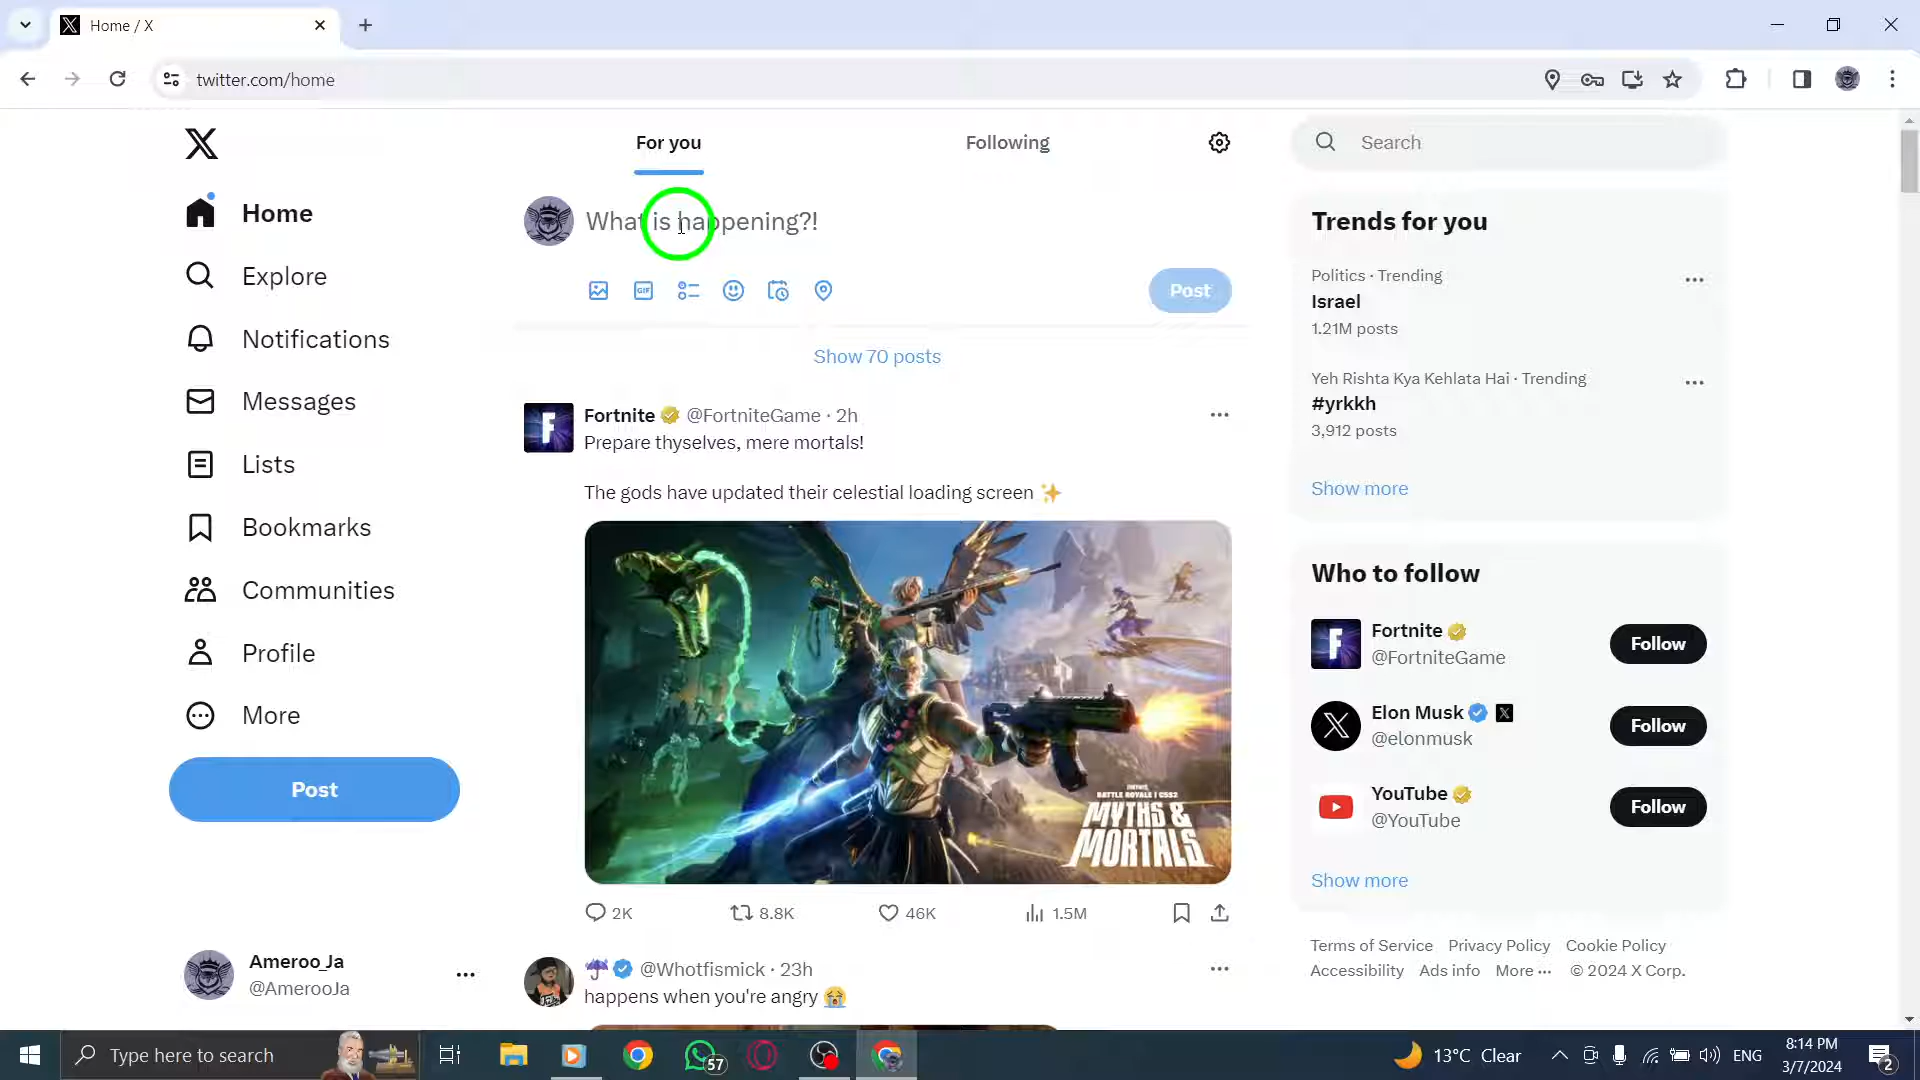 Home / X
twitter.com/home
For you
Following
Search
Home
Explore
Notifications
Messages
Lists
Bookmarks
Communities
Profile
More
Post
Ameroo_Ja
@AmerooJa
What is happening?!
GIF
Post
Show 70 posts
Fortnite @FortniteGame · 2h
Prepare thyselves, mere mortals!
The gods have updated their celestial loading screen ✨
FORTNITE
BATTLE ROYALE | C5S2
MYTHS &
MORTALS
2K 8.8K 46K 1.5M
☂ @Whotfismick · 23h
happens when you're angry 😭
Trends for you
Politics · Trending
Israel
1.21M posts
Yeh Rishta Kya Kehlata Hai · Trending
#yrkkh
3,912 posts
Show more
Who to follow
Fortnite
@FortniteGame
Follow
Elon Musk
@elonmusk
Follow
YouTube
@YouTube
Follow
Show more
Terms of Service Privacy Policy Cookie Policy
Accessibility Ads info More ··· © 2024 X Corp.
Type here to search
57
13°C Clear
ENG
8:14 PM
3/7/2024
2